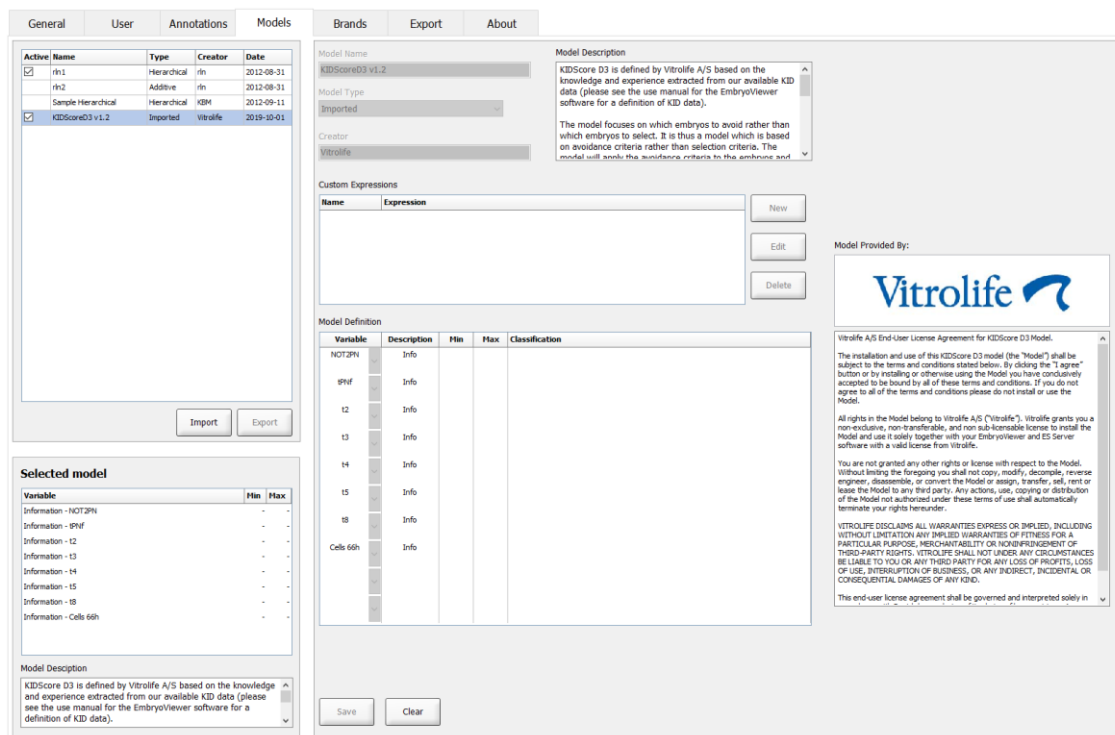 General User Annotations Models Brands Export About
Active Name Type Creator Date
rln1 Hierarchical rln 2012-08-31
rln2 Additive rln 2012-08-31
Sample Hierarchical Hierarchical KBM 2012-09-11
KIDScoreD3 v1.2 Imported Vitrolife 2019-10-01
Import Export
Selected model
Variable Min Max
Information - NOT2PN - -
Information - tPNf - -
Information - t2 - -
Information - t3 - -
Information - t4 - -
Information - t5 - -
Information - t8 - -
Information - Cells 66h - -
Model Desciption
KIDScore D3 is defined by Vitrolife A/S based on the knowledge
and experience extracted from our available KID data (please
see the use manual for the EmbryoViewer software for a
definition of KID data).
Model Name
KIDScoreD3 v1.2
Model Type
Imported
Creator
Vitrolife
Model Description
KIDScore D3 is defined by Vitrolife A/S based on the
knowledge and experience extracted from our available KID
data (please see the use manual for the EmbryoViewer
software for a definition of KID data).
The model focuses on which embryos to avoid rather than
which embryos to select. It is thus a model which is based
on avoidance criteria rather than selection criteria. The
model will apply the avoidance criteria to the embryos and
Custom Expressions
Name Expression
New
Edit
Delete
Model Definition
Variable Description Min Max Classification
NOT2PN Info
tPNf Info
t2 Info
t3 Info
t4 Info
t5 Info
t8 Info
Cells 66h Info
Save Clear
Model Provided By:
Vitrolife
Vitrolife A/S End-User License Agreement for KIDScore D3 Model.
The installation and use of this KIDScore D3 model (the "Model") shall be
subject to the terms and conditions stated below. By clicking the "I agree"
button or by installing or otherwise using the Model you have conclusively
accepted to be bound by all of these terms and conditions. If you do not
agree to all of the terms and conditions please do not install or use the
Model.
All rights in the Model belong to Vitrolife A/S ("Vitrolife"). Vitrolife grants you a
non-exclusive, non-transferable, and non sub-licensable license to install the
Model and use it solely together with your EmbryoViewer and ES Server
software with a valid license from Vitrolife.
You are not granted any other rights or license with respect to the Model.
Without limiting the foregoing you shall not copy, modify, decompile, reverse
engineer, disassemble, or convert the Model or assign, transfer, sell, rent or
lease the Model to any third party. Any actions, use, copying or distribution
of the Model not authorized under these terms of use shall automatically
terminate your rights hereunder.
VITROLIFE DISCLAIMS ALL WARRANTIES EXPRESS OR IMPLIED, INCLUDING
WITHOUT LIMITATION ANY IMPLIED WARRANTIES OF FITNESS FOR A
PARTICULAR PURPOSE, MERCHANTABILITY OR NONINFRINGEMENT OF
THIRD-PARTY RIGHTS. VITROLIFE SHALL NOT UNDER ANY CIRCUMSTANCES
BE LIABLE TO YOU OR ANY THIRD PARTY FOR ANY LOSS OF PROFITS, LOSS
OF USE, INTERRUPTION OF BUSINESS, OR ANY INDIRECT, INCIDENTAL OR
CONSEQUENTIAL DAMAGES OF ANY KIND.
This end-user license agreement shall be governed and interpreted solely in